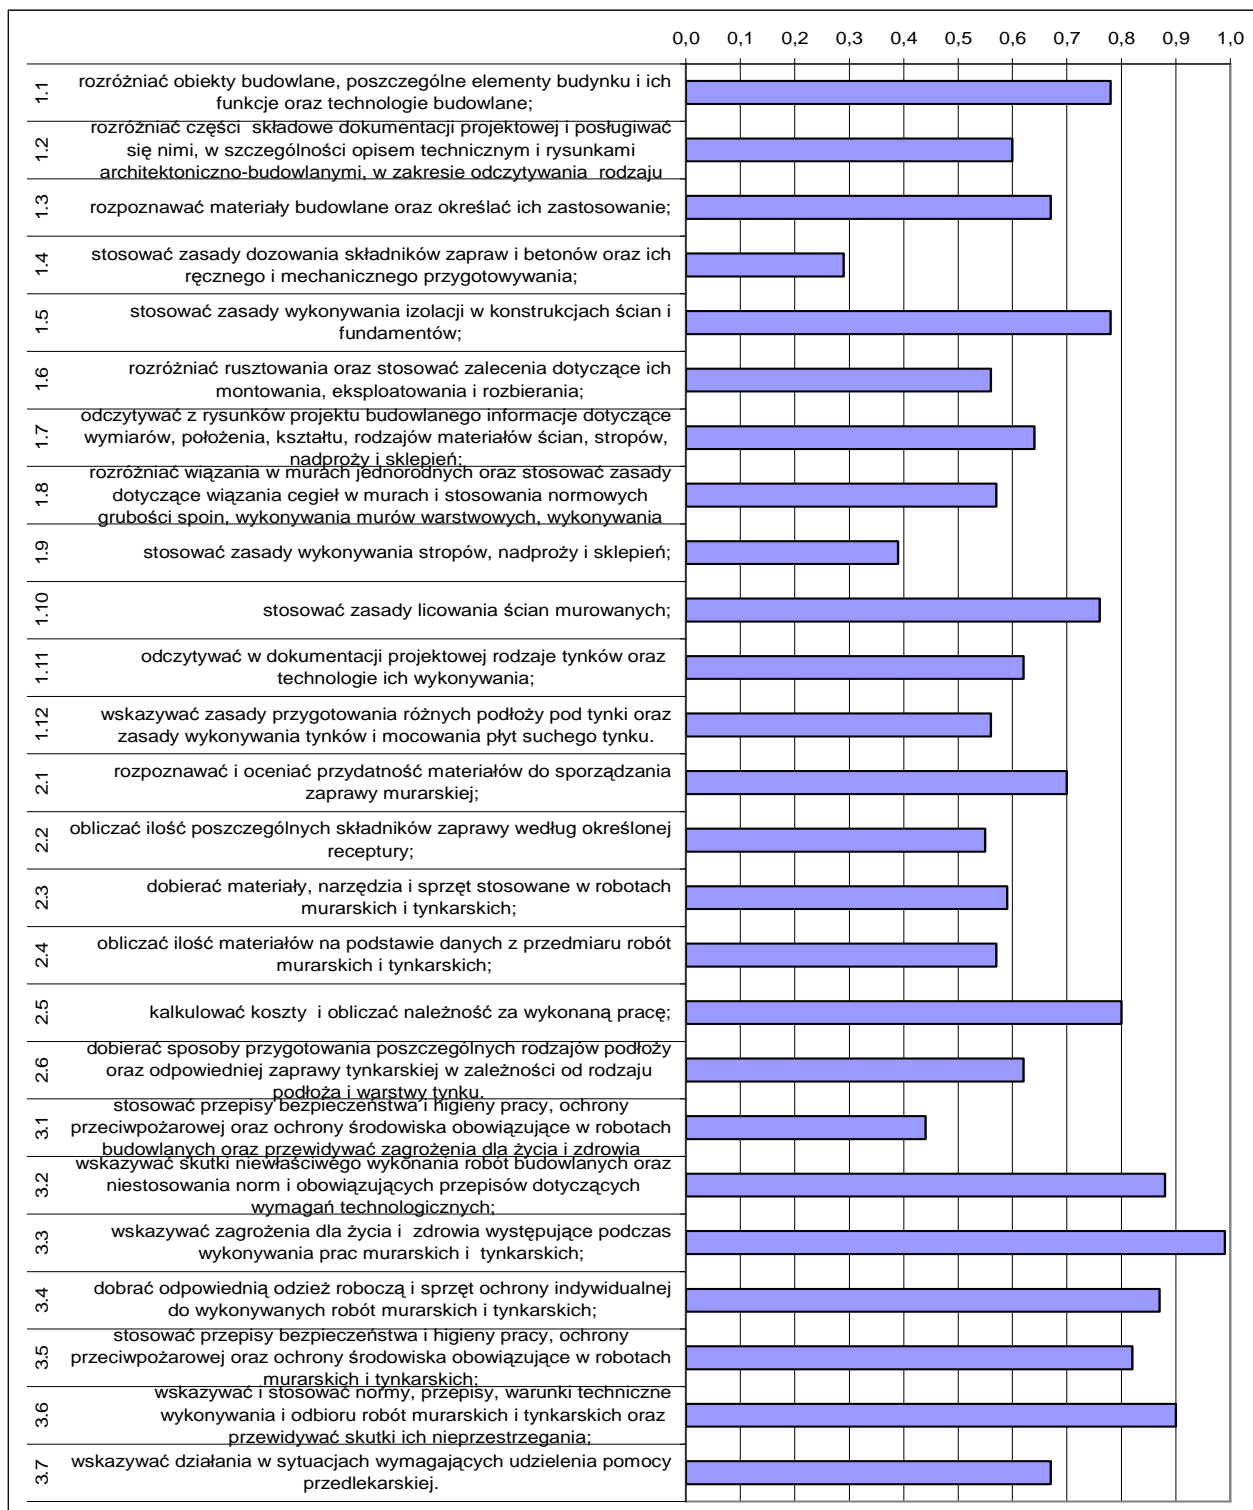 0,0 0,1 0,2 0,3 0,4 0,5 0,6 0,7 0,8 0,9 1,0
1.1
rozróżniać obiekty budowlane, poszczególne elementy budynku i ich
funkcje oraz technologie budowlane;
1.2
rozróżniać części składowe dokumentacji projektowej i posługiwać
się nimi, w szczególności opisem technicznym i rysunkami
architektoniczno-budowlanymi, w zakresie odczytywania rodzaju
1.3
rozpoznawać materiały budowlane oraz określać ich zastosowanie;
1.4
stosować zasady dozowania składników zapraw i betonów oraz ich
ręcznego i mechanicznego przygotowywania;
1.5
stosować zasady wykonywania izolacji w konstrukcjach ścian i
fundamentów;
1.6
rozróżniać rusztowania oraz stosować zalecenia dotyczące ich
montowania, eksploatowania i rozbierania;
1.7
odczytywać z rysunków projektu budowlanego informacje dotyczące
wymiarów, położenia, kształtu, rodzajów materiałów ścian, stropów,
nadproży i sklepień;
1.8
rozróżniać wiązania w murach jednorodnych oraz stosować zasady
dotyczące wiązania cegieł w murach i stosowania normowych
grubości spoin, wykonywania murów warstwowych, wykonywania
1.9
stosować zasady wykonywania stropów, nadproży i sklepień;
1.10
stosować zasady licowania ścian murowanych;
1.11
odczytywać w dokumentacji projektowej rodzaje tynków oraz
technologie ich wykonywania;
1.12
wskazywać zasady przygotowania różnych podłoży pod tynki oraz
zasady wykonywania tynków i mocowania płyt suchego tynku.
2.1
rozpoznawać i oceniać przydatność materiałów do sporządzania
zaprawy murarskiej;
2.2
obliczać ilość poszczególnych składników zaprawy według określonej
receptury;
2.3
dobierać materiały, narzędzia i sprzęt stosowane w robotach
murarskich i tynkarskich;
2.4
obliczać ilość materiałów na podstawie danych z przedmiaru robót
murarskich i tynkarskich;
2.5
kalkulować koszty i obliczać należność za wykonaną pracę;
2.6
dobierać sposoby przygotowania poszczególnych rodzajów podłoży
oraz odpowiedniej zaprawy tynkarskiej w zależności od rodzaju
podłoża i warstwy tynku.
3.1
stosować przepisy bezpieczeństwa i higieny pracy, ochrony
przeciwpożarowej oraz ochrony środowiska obowiązujące w robotach
budowlanych oraz przewidywać zagrożenia dla życia i zdrowia
3.2
wskazywać skutki niewłaściwego wykonania robót budowlanych oraz
niestosowania norm i obowiązujących przepisów dotyczących
wymagań technologicznych;
3.3
wskazywać zagrożenia dla życia i zdrowia występujące podczas
wykonywania prac murarskich i tynkarskich;
3.4
dobrać odpowiednią odzież roboczą i sprzęt ochrony indywidualnej
do wykonywanych robót murarskich i tynkarskich;
3.5
stosować przepisy bezpieczeństwa i higieny pracy, ochrony
przeciwpożarowej oraz ochrony środowiska obowiązujące w robotach
murarskich i tynkarskich;
3.6
wskazywać i stosować normy, przepisy, warunki techniczne
wykonywania i odbioru robót murarskich i tynkarskich oraz
przewidywać skutki ich nieprzestrzegania;
3.7
wskazywać działania w sytuacjach wymagających udzielenia pomocy
przedlekarskiej.